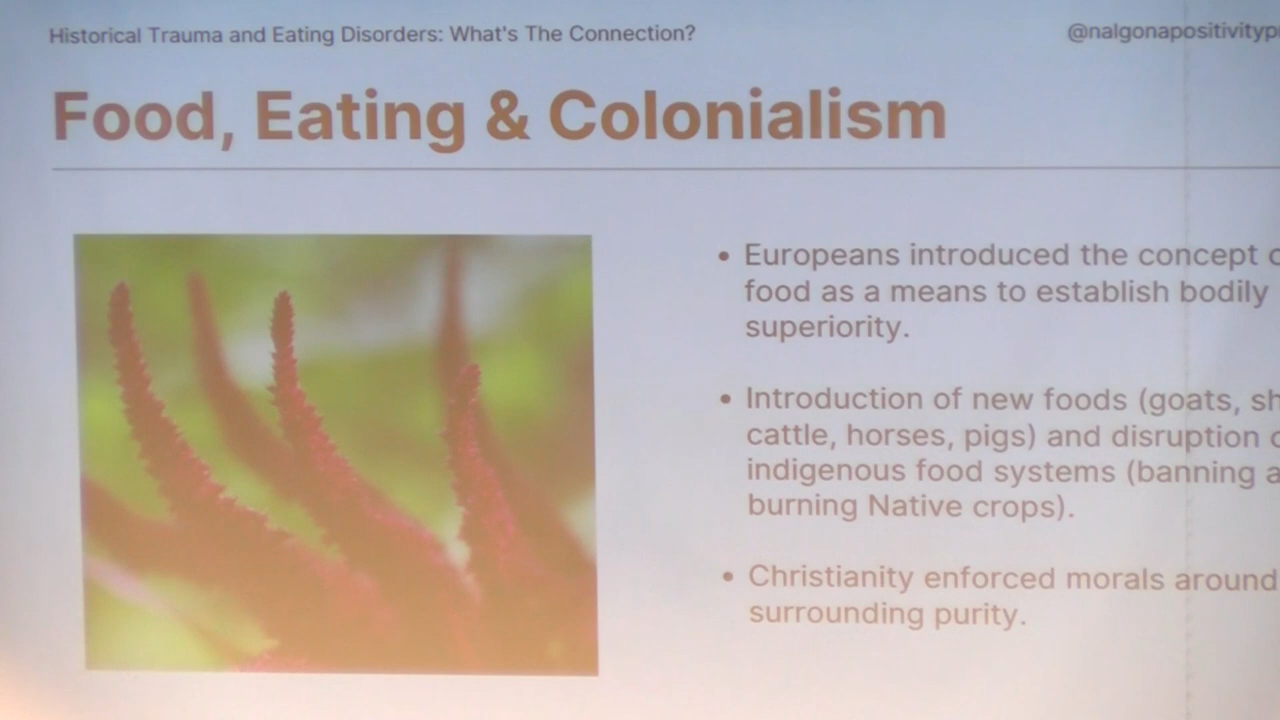 Historical Trauma and Eating Disorders: What's The Connection?
Food, Eating & Colonialism
• Europeans introduced the concept
food as a means to establish bodily
superiority.
• Introduction of new foods (goats,
cattle, horses, pigs) and disruption
indigenous food systems (banning
burning Native crops).
• Christianity enforced morals around
surrounding purity.